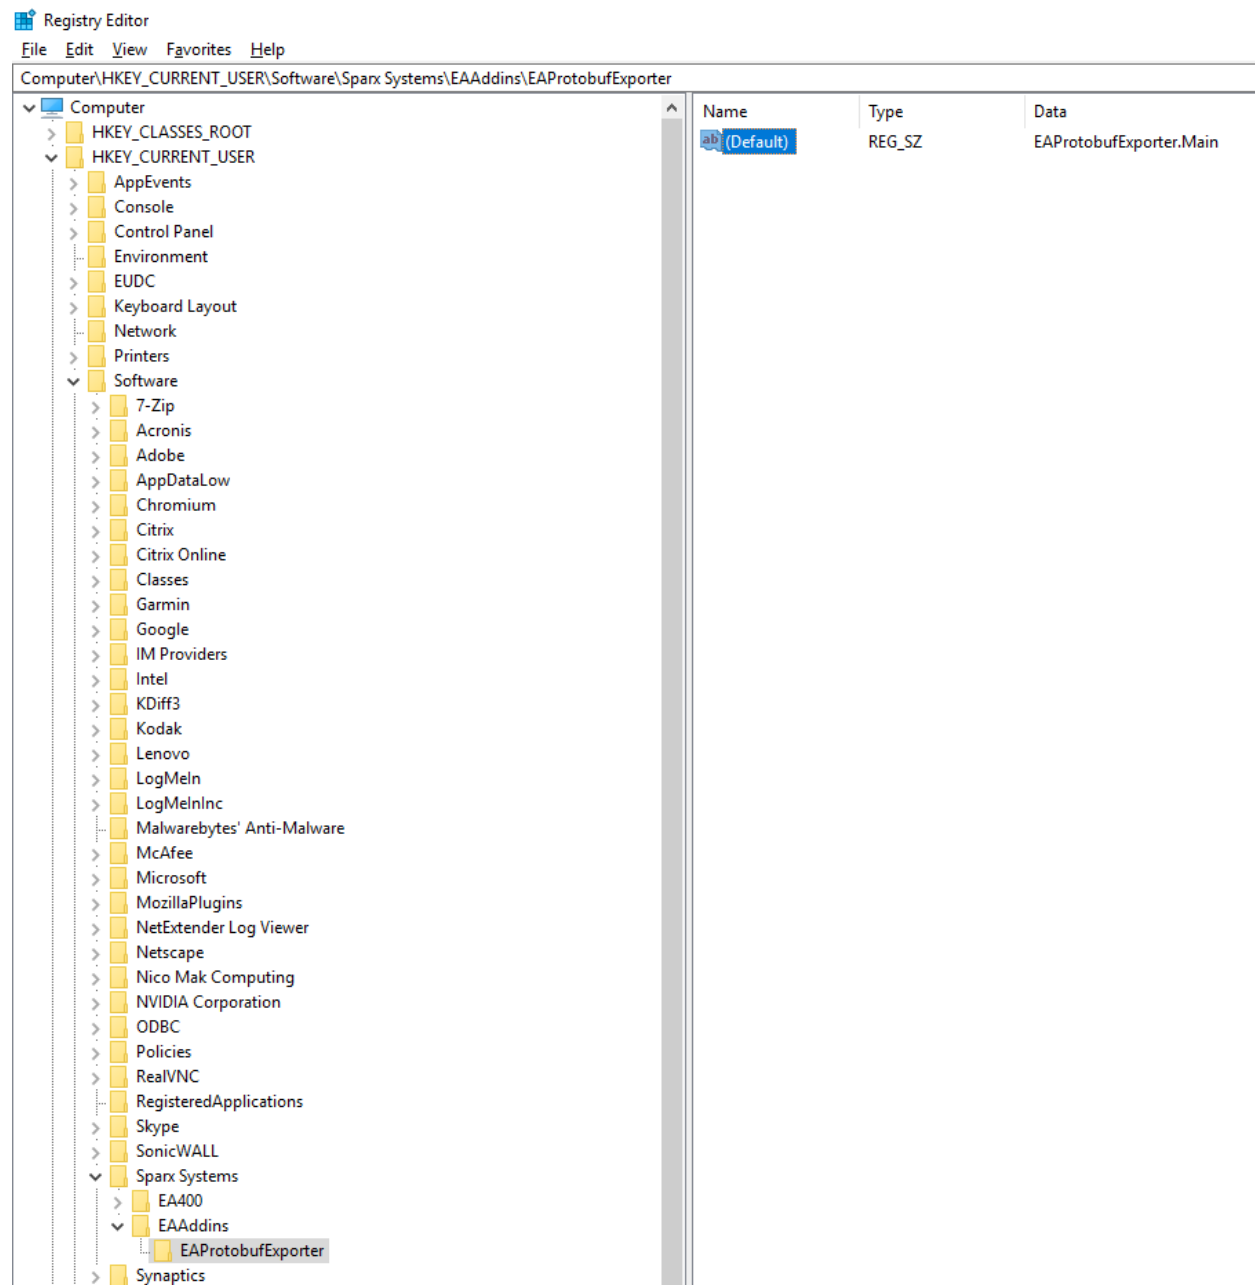 Registry Editor
File Edit View Favorites Help
Computer\HKEY_CURRENT_USER\Software\Sparx Systems\EAAddins\EAProtobufExporter
Computer
HKEY_CLASSES_ROOT
HKEY_CURRENT_USER
AppEvents
Console
Control Panel
Environment
EUDC
Keyboard Layout
Network
Printers
Software
7-Zip
Acronis
Adobe
AppDataLow
Chromium
Citrix
Citrix Online
Classes
Garmin
Google
IM Providers
Intel
KDiff3
Kodak
Lenovo
LogMeIn
LogMeInInc
Malwarebytes' Anti-Malware
McAfee
Microsoft
MozillaPlugins
NetExtender Log Viewer
Netscape
Nico Mak Computing
NVIDIA Corporation
ODBC
Policies
RealVNC
RegisteredApplications
Skype
SonicWALL
Sparx Systems
EA400
EAAddins
EAProtobufExporter
Synaptics
Name Type Data
ab (Default) REG_SZ EAProtobufExporter.Main